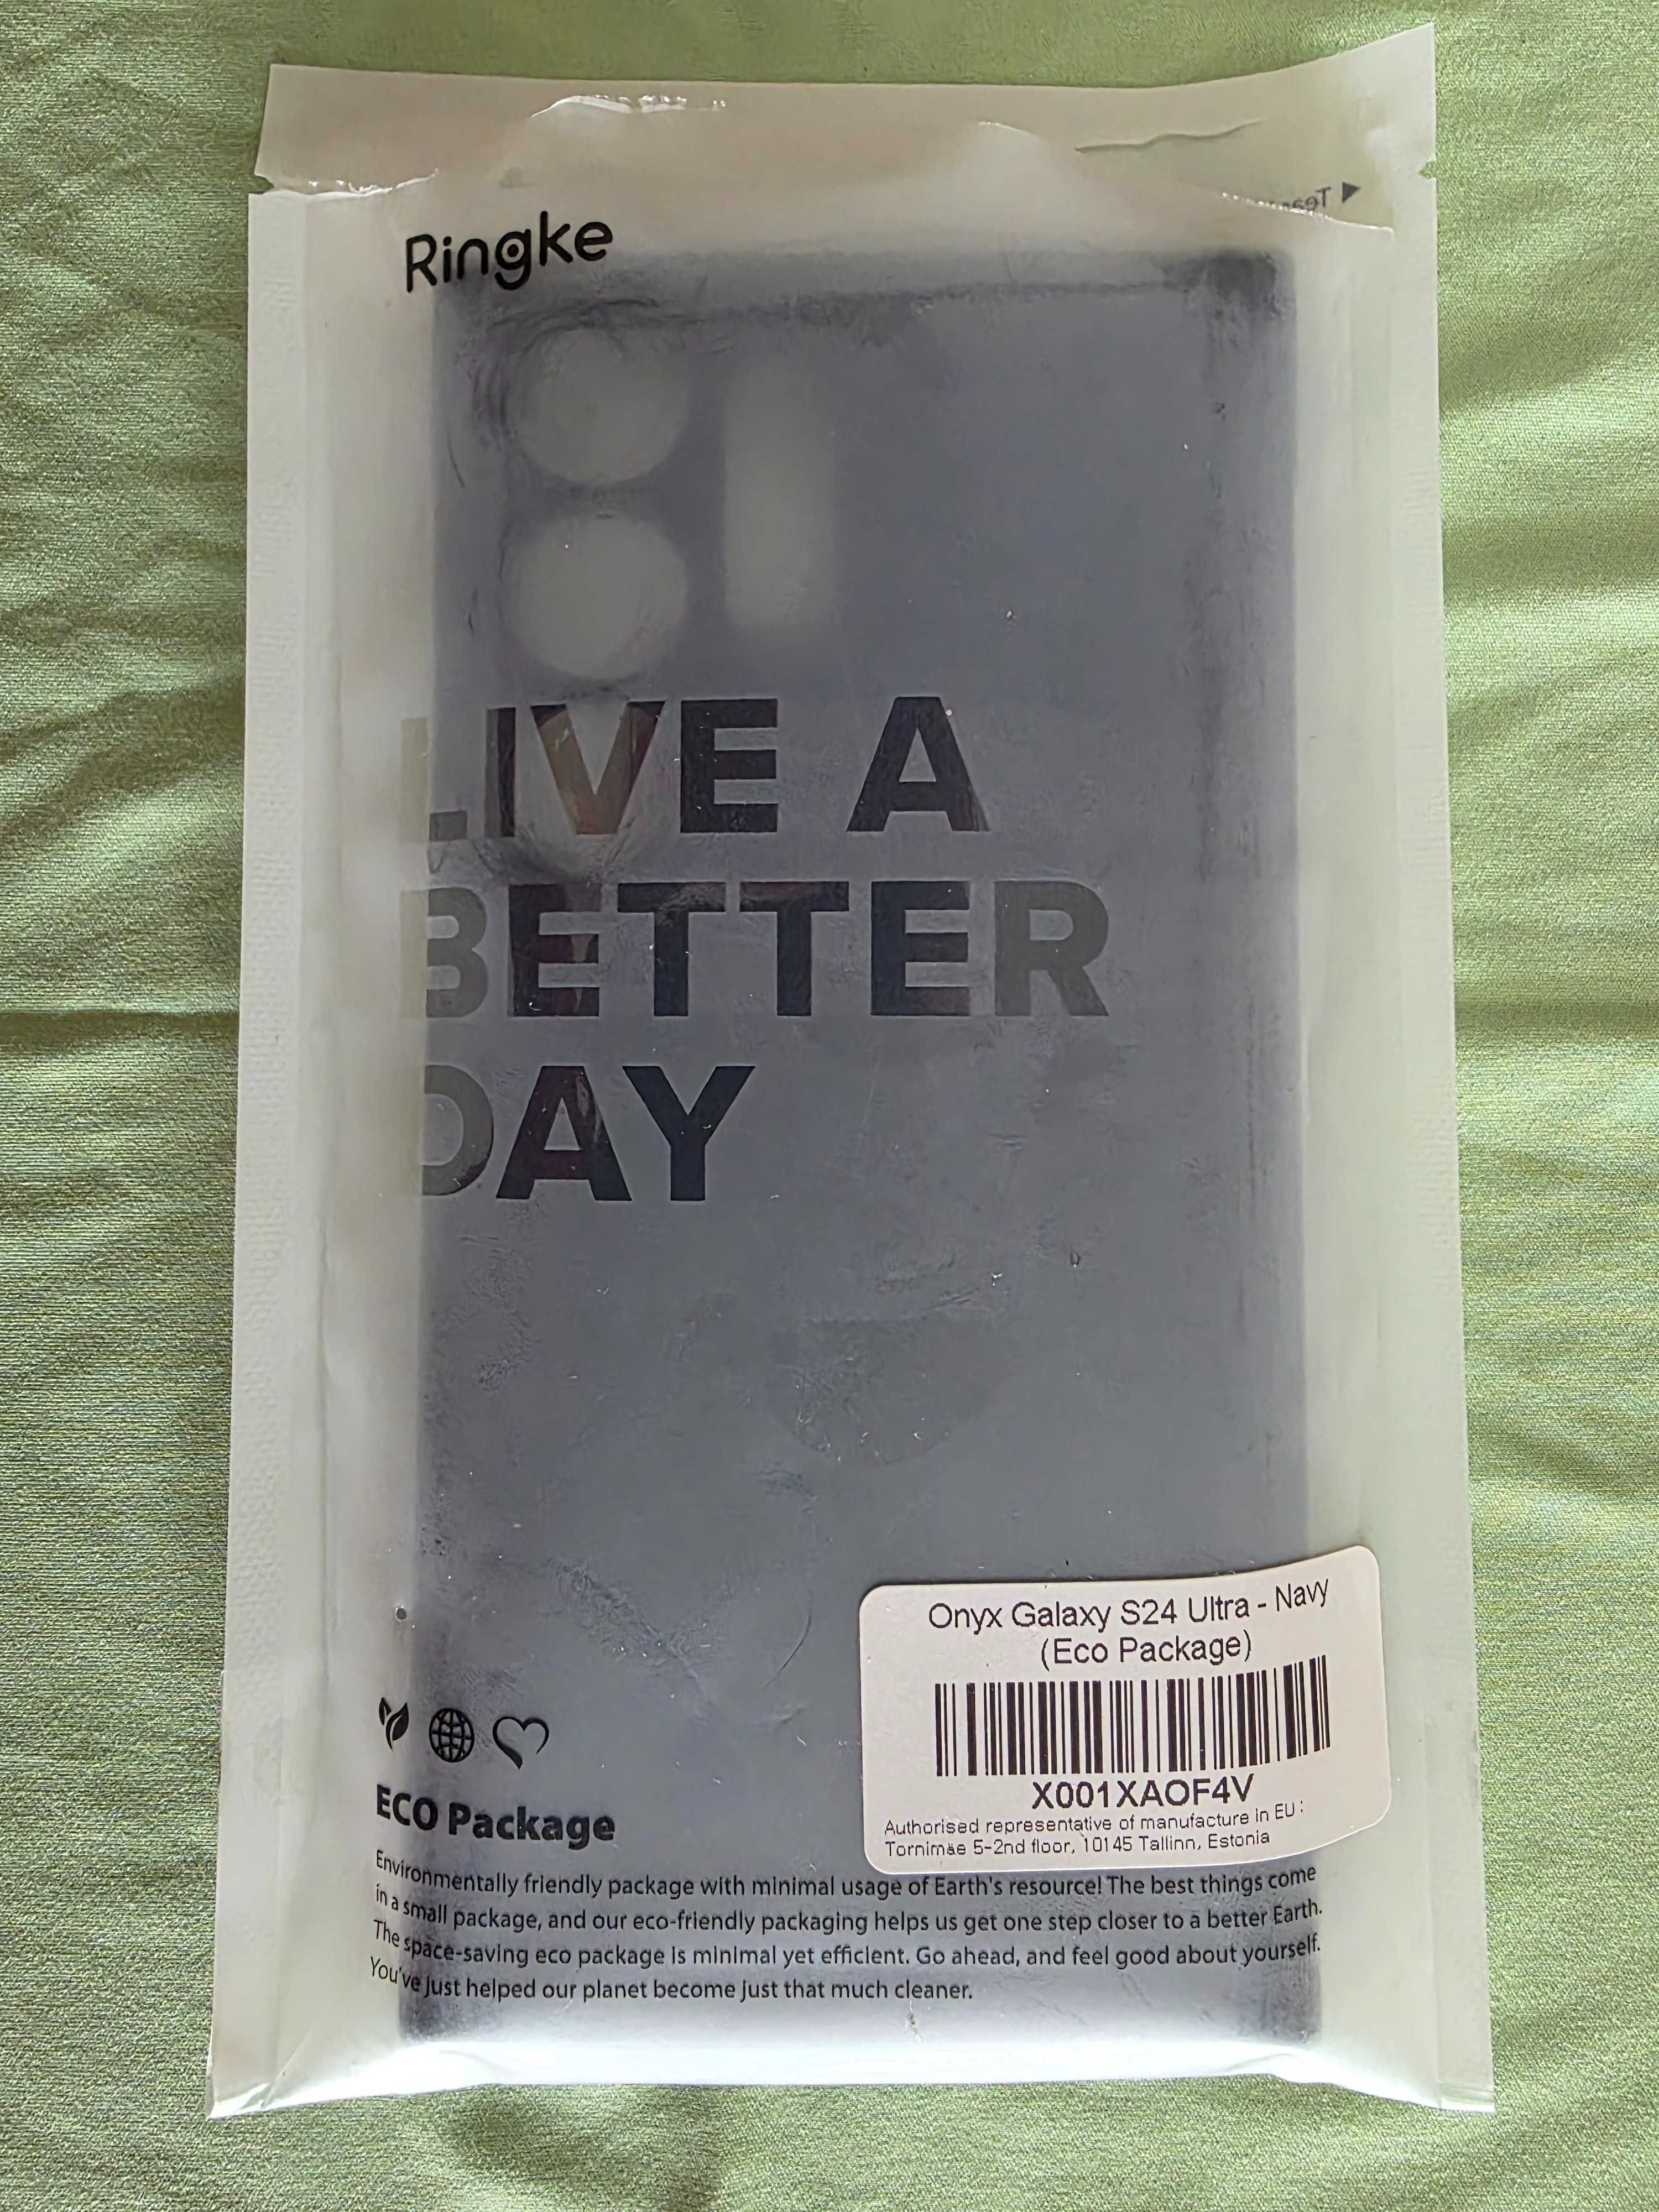 Ringke
LIVE A
BETTER
DAY
Onyx Galaxy S24 Ultra - Navy
(Eco Package)
X001XAOF4V
Authorised representative of manufacture in EU :
Tornimäe 5-2nd floor, 10145 Tallinn, Estonia
ECO Package
Environmentally friendly package with minimal usage of Earth's resource! The best things come
in a small package, and our eco-friendly packaging helps us get one step closer to a better Earth.
The space-saving eco package is minimal yet efficient. Go ahead, and feel good about yourself.
You've just helped our planet become just that much cleaner.